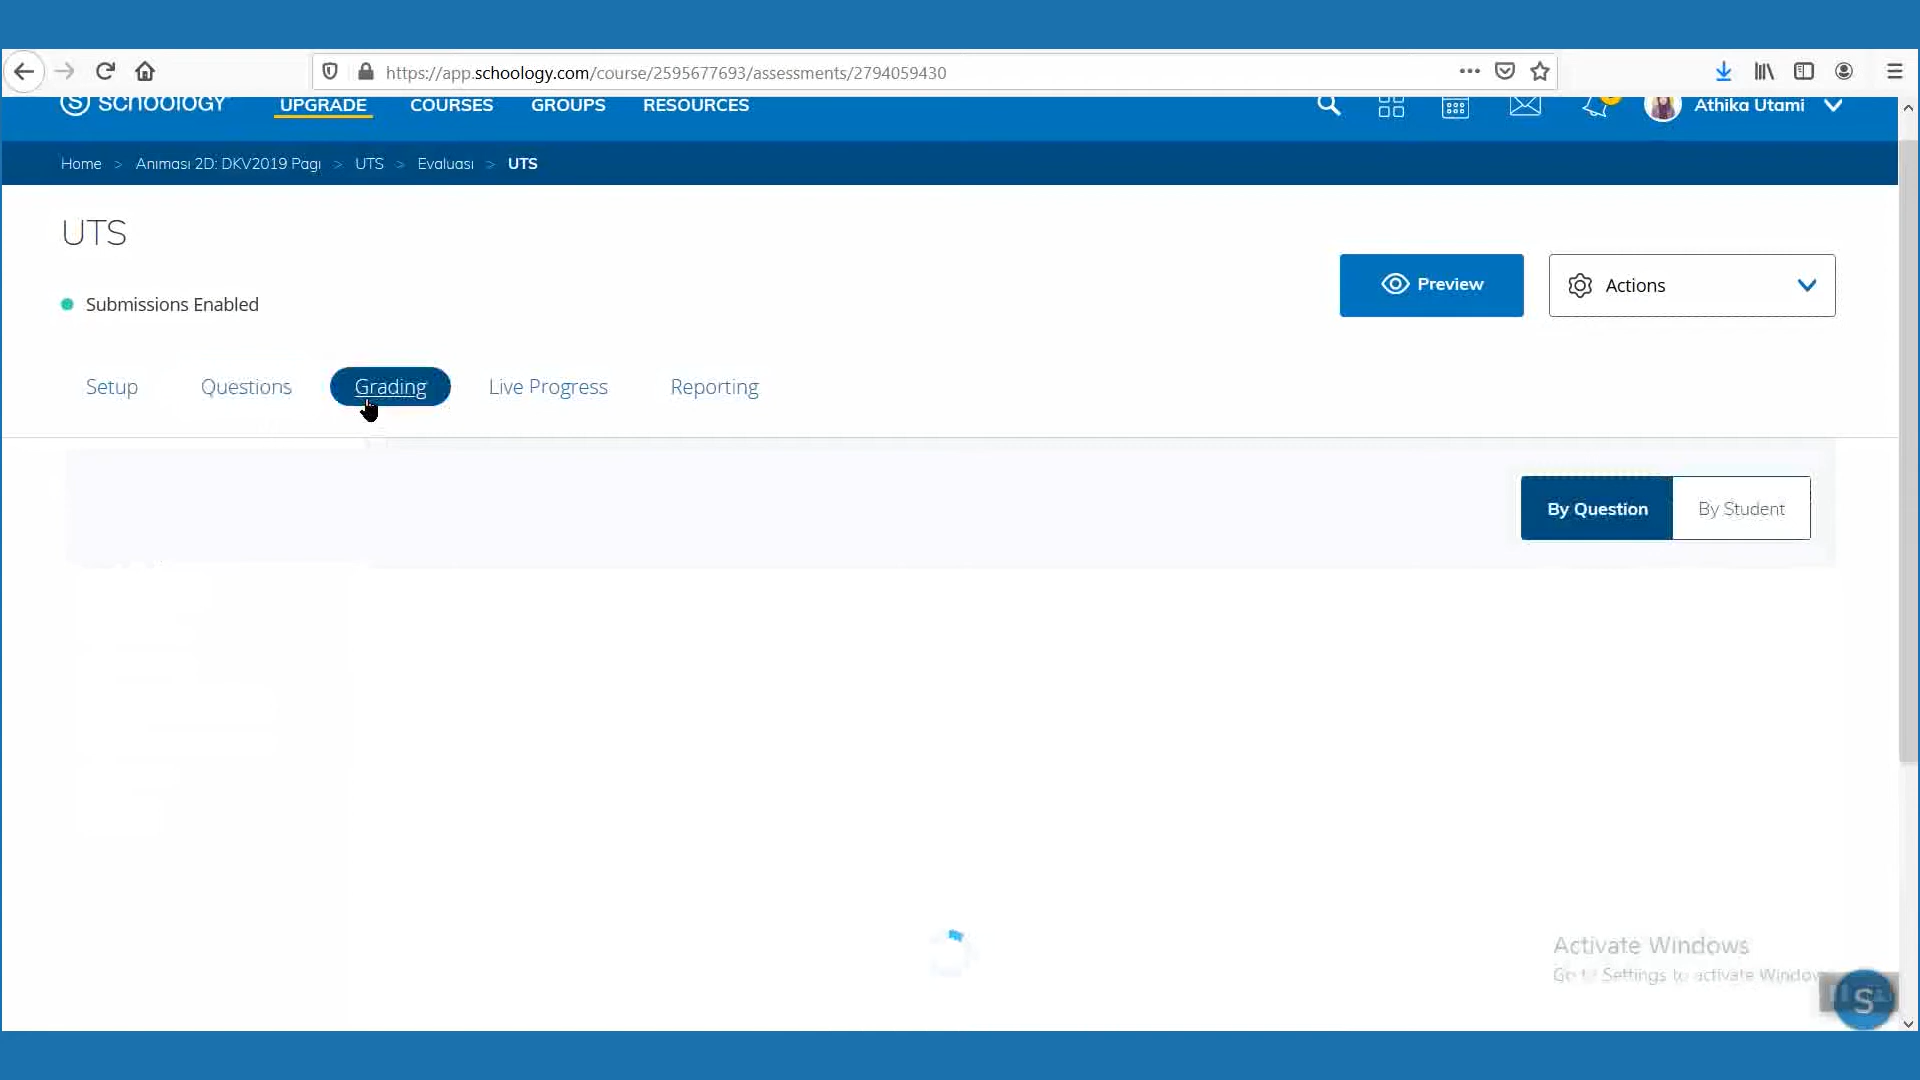 https://app.schoology.com/course/2595677693/assessments/2794059430
SCHOOLOGY UPGRADE COURSES GROUPS RESOURCES Athika Utami
Home > Animasi 2D: DKV2019 Pagi > UTS > Evaluasi > UTS
UTS
Preview Actions
Submissions Enabled
Setup Questions Grading Live Progress Reporting
By Question By Student
Activate Windows
Go to Settings to activate Window
S